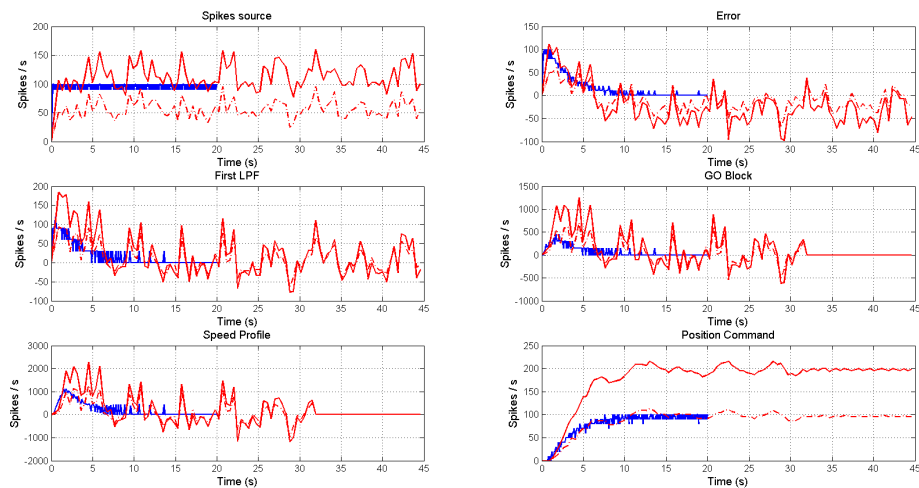 Spikes source
Spikes / s
200
150
100
50
0
0 5 10 15 20 25 30 35 40 45
Time (s)
Error
Spikes / s
150
100
50
0
-50
-100
0 5 10 15 20 25 30 35 40 45
Time (s)
First LPF
Spikes / s
200
150
100
50
0
-50
-100
0 5 10 15 20 25 30 35 40 45
Time (s)
GO Block
Spikes / s
1500
1000
500
0
-500
-1000
0 5 10 15 20 25 30 35 40 45
Time (s)
Speed Profile
Spikes / s
3000
2000
1000
0
-1000
-2000
0 5 10 15 20 25 30 35 40 45
Time (s)
Position Command
Spikes / s
250
200
150
100
50
0
0 5 10 15 20 25 30 35 40 45
Time (s)